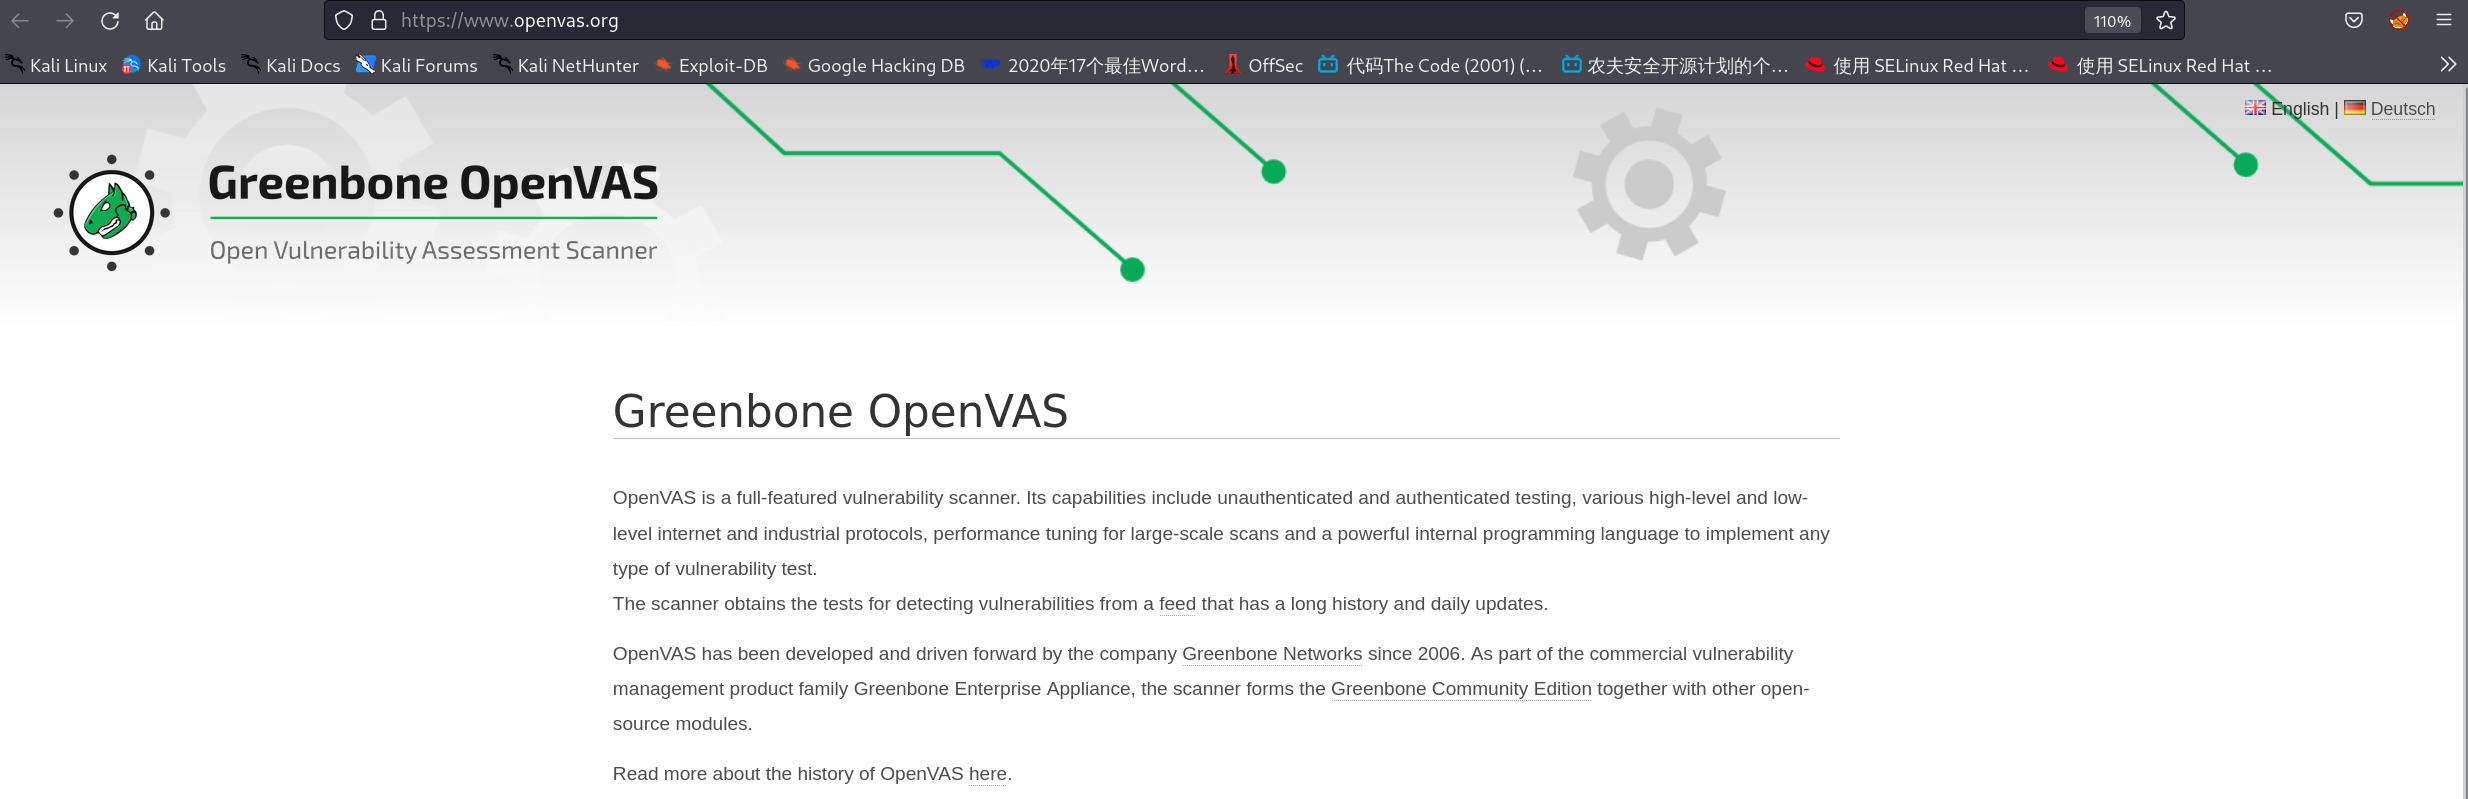 https://www.openvas.org 110%
Kali Linux Kali Tools Kali Docs Kali Forums Kali NetHunter Exploit-DB Google Hacking DB 2020年17个最佳Word… OffSec 代码The Code (2001) (… 农夫安全开源计划的个… 使用 SELinux Red Hat … 使用 SELinux Red Hat …
English | Deutsch
Greenbone OpenVAS
Open Vulnerability Assessment Scanner
Greenbone OpenVAS
OpenVAS is a full-featured vulnerability scanner. Its capabilities include unauthenticated and authenticated testing, various high-level and low-
level internet and industrial protocols, performance tuning for large-scale scans and a powerful internal programming language to implement any
type of vulnerability test.
The scanner obtains the tests for detecting vulnerabilities from a feed that has a long history and daily updates.
OpenVAS has been developed and driven forward by the company Greenbone Networks since 2006. As part of the commercial vulnerability
management product family Greenbone Enterprise Appliance, the scanner forms the Greenbone Community Edition together with other open-
source modules.
Read more about the history of OpenVAS here.